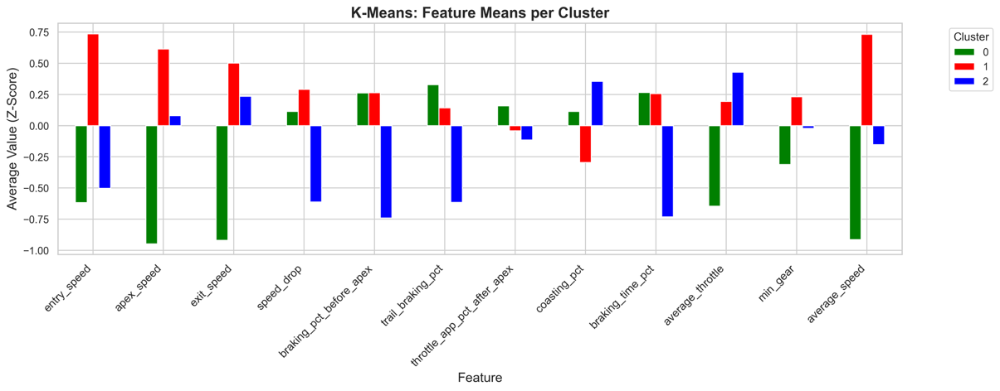 K-Means: Feature Means per Cluster
Average Value (Z-Score)
0.75
0.50
0.25
0.00
−0.25
−0.50
−0.75
−1.00
entry_speed
apex_speed
exit_speed
speed_drop
braking_pct_before_apex
trail_braking_pct
throttle_app_pct_after_apex
coasting_pct
braking_time_pct
average_throttle
min_gear
average_speed
Feature
Cluster
0
1
2